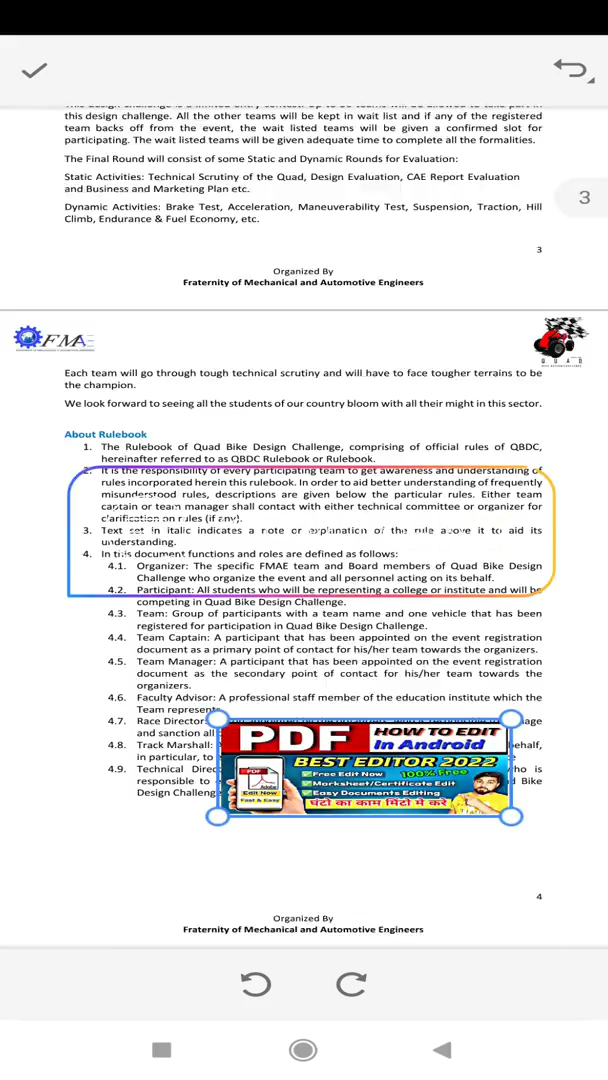 this design challenge. All the other teams will be kept in wait list and if any of the registered
team backs off from the event, the wait listed teams will be given a confirmed slot for
participating. The wait listed teams will be given adequate time to complete all the formalities.
The Final Round will consist of some Static and Dynamic Rounds for Evaluation:
Static Activities: Technical Scrutiny of the Quad, Design Evaluation, CAE Report Evaluation
and Business and Marketing Plan etc.
3
Dynamic Activities: Brake Test, Acceleration, Maneuverability Test, Suspension, Traction, Hill
Climb, Endurance & Fuel Economy, etc.
3
Organized By
Fraternity of Mechanical and Automotive Engineers
FMAE
QUAD
Each team will go through tough technical scrutiny and will have to face tougher terrains to be
the champion.
We look forward to seeing all the students of our country bloom with all their might in this sector.
About Rulebook
1. The Rulebook of Quad Bike Design Challenge, comprising of official rules of QBDC,
hereinafter referred to as QBDC Rulebook or Rulebook.
2. It is the responsibility of every participating team to get awareness and understanding of
rules incorporated herein this rulebook. In order to aid better understanding of frequently
misunderstood rules, descriptions are given below the particular rules. Either team
captain or team manager shall contact with either technical committee or organizer for
clarification on rules (if any).
3. Text set in italic indicates a note or explanation of the rule above it to aid its
understanding.
4. In this document functions and roles are defined as follows:
4.1. Organizer: The specific FMAE team and Board members of Quad Bike Design
Challenge who organize the event and all personnel acting on its behalf.
4.2. Participant: All students who will be representing a college or institute and will be
competing in Quad Bike Design Challenge.
4.3. Team: Group of participants with a team name and one vehicle that has been
registered for participation in Quad Bike Design Challenge.
4.4. Team Captain: A participant that has been appointed on the event registration
document as a primary point of contact for his/her team towards the organizers.
4.5. Team Manager: A participant that has been appointed on the event registration
document as the secondary point of contact for his/her team towards the
organizers.
4.6. Faculty Advisor: A professional staff member of the education institute which the
Team represent
4.7. Race Director:
and sanction all
4.8. Track Marshall: behalf,
in particular, to
4.9. Technical Direc who is
responsible to Bike
Design Challeng
PDF HOW TO EDIT
In Android
BEST EDITOR 2022
PDF
Adobe
Edit Now
Fast & Easy
Free Edit Now 100% Free
Marksheet/Certificate Edit
Easy Documents Editing
घंटो का काम मिंटो मे करे
4
Organized By
Fraternity of Mechanical and Automotive Engineers